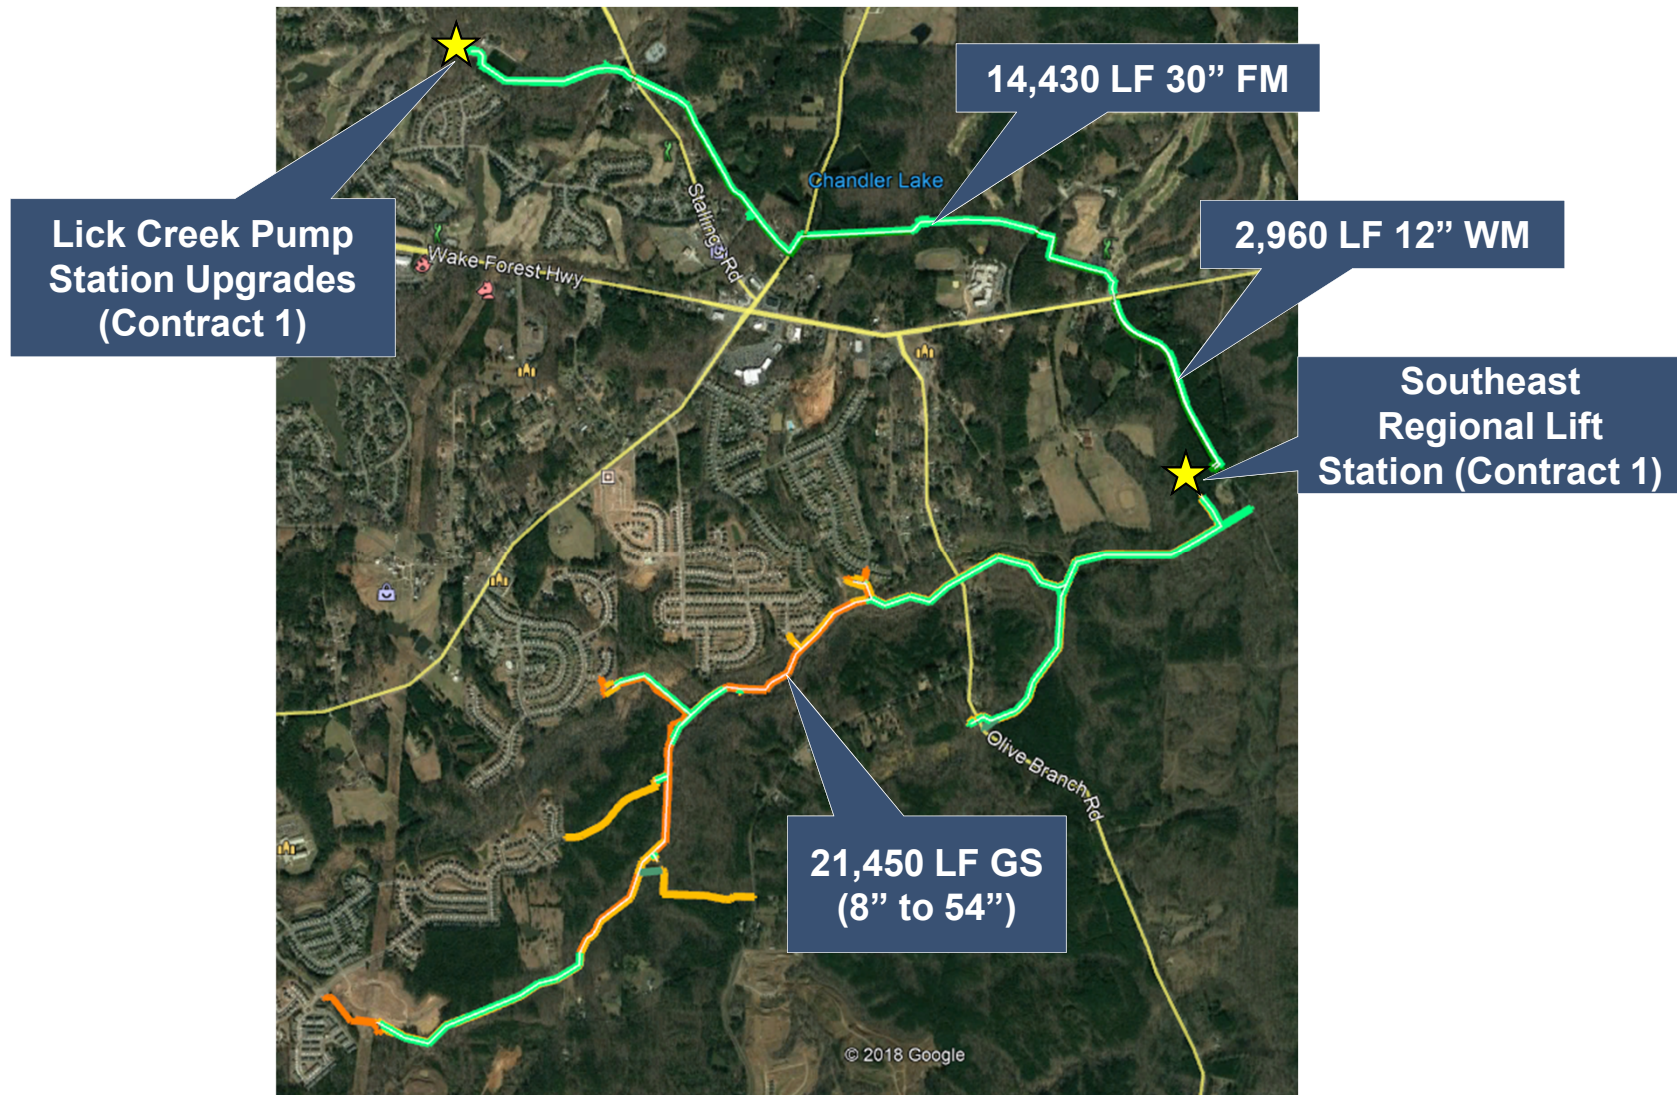 14,430 LF 30” FM
Chandler Lake
Lick Creek Pump
Station Upgrades
(Contract 1)
2,960 LF 12” WM
Stallings Rd
Wake Forest Hwy
Southeast
Regional Lift
Station (Contract 1)
Olive Branch Rd
21,450 LF GS
(8” to 54”)
© 2018 Google